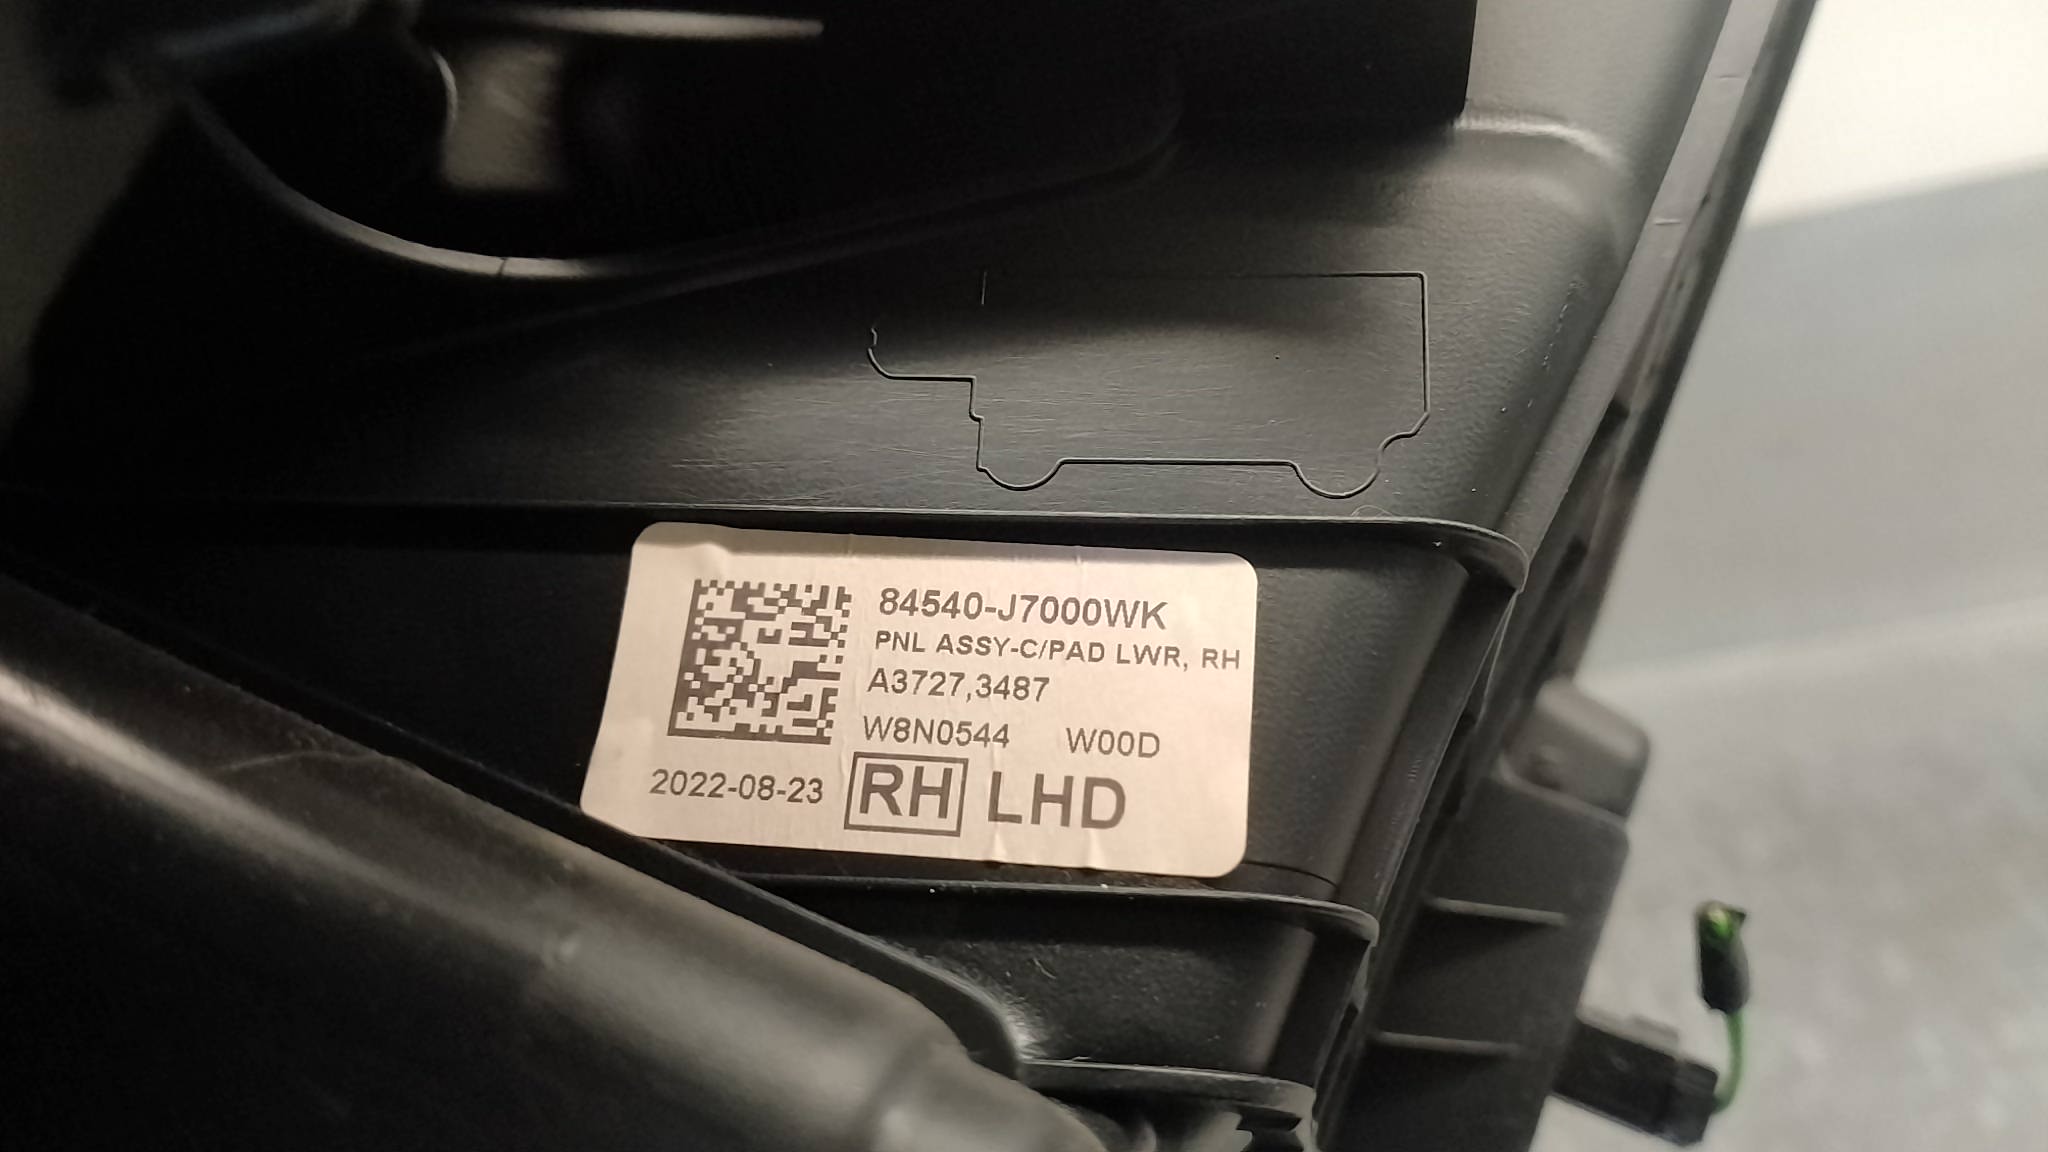 84540-J7000WK
PNL ASSY-C/PAD LWR, RH
A3727,3487
W8N0544 W00D
2022-08-23 RH LHD